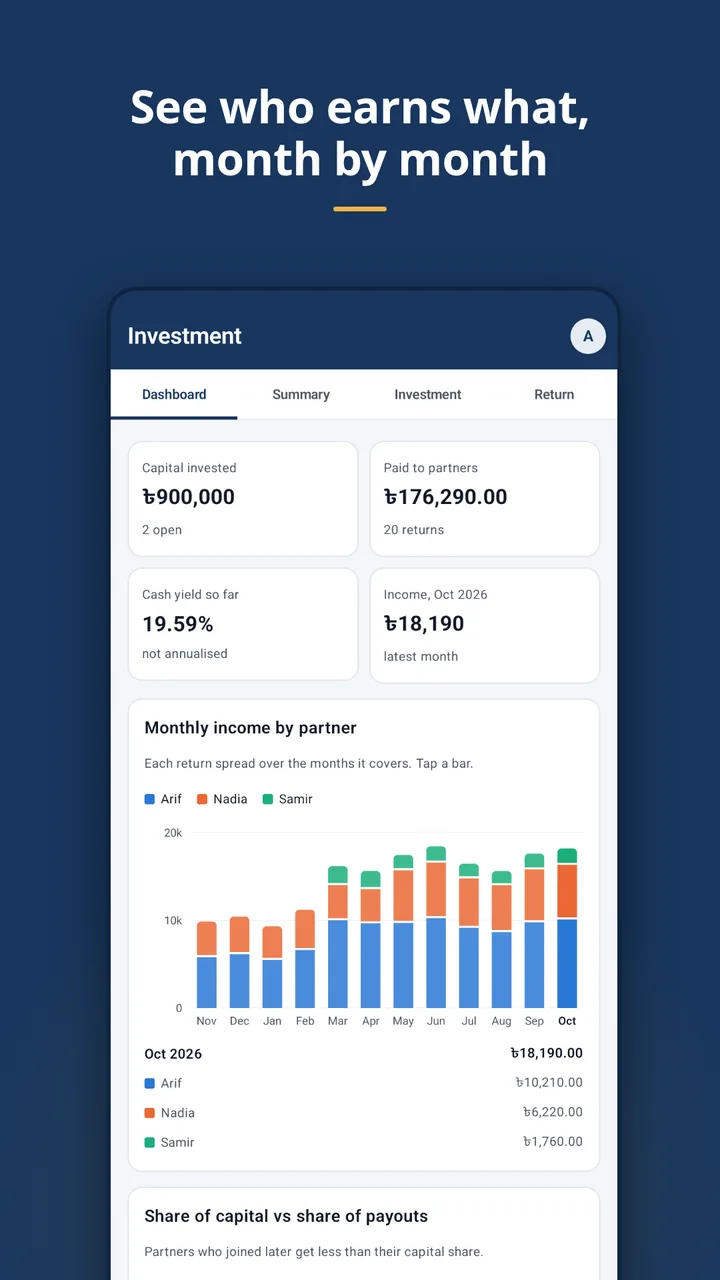 See who earns what,
month by month
Investment
A
Dashboard Summary Investment Return
Capital invested
৳900,000
2 open
Paid to partners
৳176,290.00
20 returns
Cash yield so far
19.59%
not annualised
Income, Oct 2026
৳18,190
latest month
Monthly income by partner
Each return spread over the months it covers. Tap a bar.
Arif Nadia Samir
20k
10k
0
Nov Dec Jan Feb Mar Apr May Jun Jul Aug Sep Oct
Oct 2026 ৳18,190.00
Arif ৳10,210.00
Nadia ৳6,220.00
Samir ৳1,760.00
Share of capital vs share of payouts
Partners who joined later get less than their capital share.